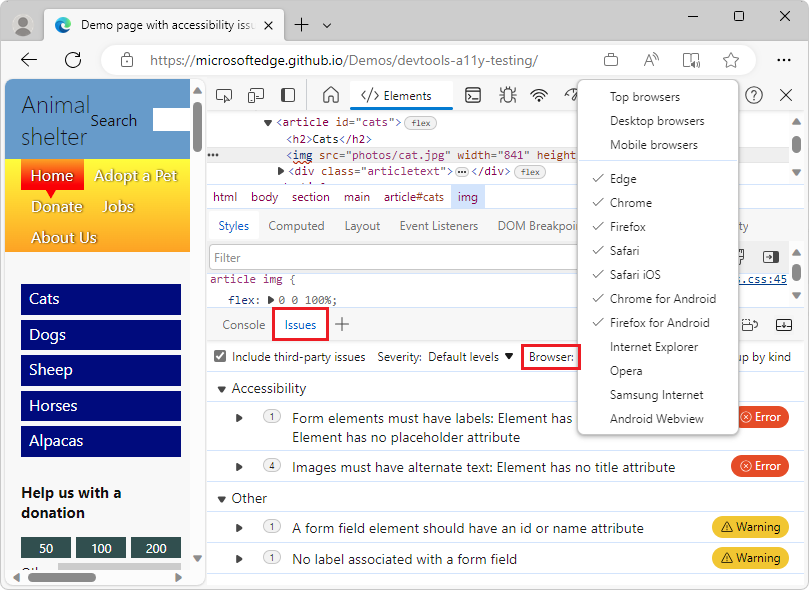 Demo page with accessibility issu
https://microsoftedge.github.io/Demos/devtools-a11y-testing/
Animal
shelter
Search
Home
Adopt a Pet
Donate
Jobs
About Us
Cats
Dogs
Sheep
Horses
Alpacas
Help us with a
donation
50
100
200
Elements
<article id="cats"> flex
<h2>Cats</h2>
<img src="photos/cat.jpg" width="841" height
<div class="articletext"> </div> flex
html body section main article#cats img
Styles Computed Layout Event Listeners DOM Breakpoin
Filter
s.css:45
article img {
flex: 0 0 100%;
Console Issues
Include third-party issues Severity: Default levels Browser: up by kind
Top browsers
Desktop browsers
Mobile browsers
Edge
Chrome
Firefox
Safari
Safari iOS
Chrome for Android
Firefox for Android
Internet Explorer
Opera
Samsung Internet
Android Webview
Accessibility
1 Form elements must have labels: Element has
Element has no placeholder attribute
Error
4 Images must have alternate text: Element has no title attribute Error
Other
1 A form field element should have an id or name attribute Warning
1 No label associated with a form field Warning